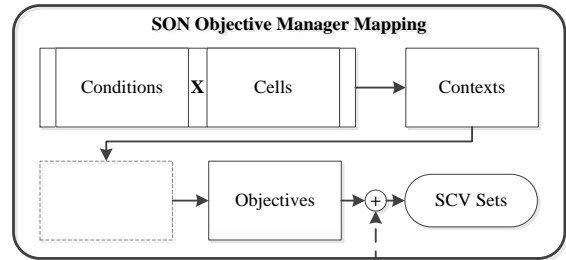 SON Objective Manager Mapping
Conditions X Cells
Contexts
Objectives
+
SCV Sets